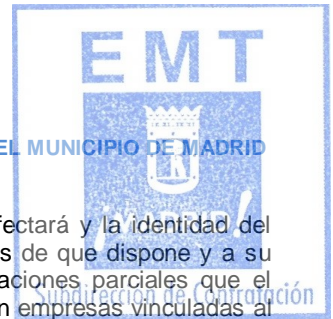 EMT
EL MUNICIPIO DE MADRID
¡MADRID!
fectará y la identidad del
s de que dispone y a su
aciones parciales que el
Subdirección de Contratación
n empresas vinculadas al